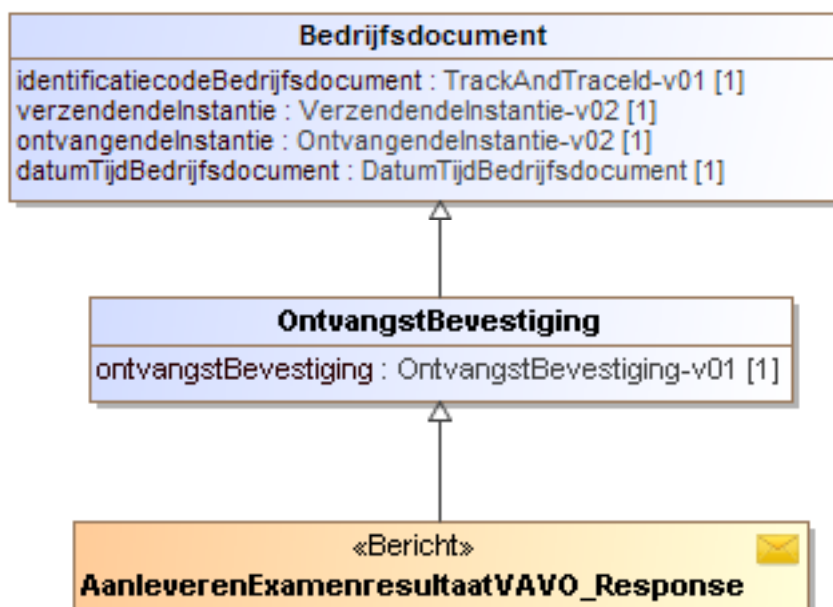 Bedrijfsdocument
identificatiecodeBedrijfsdocument : TrackAndTraceId-v01 [1]
verzendendeInstantie : VerzendendeInstantie-v02 [1]
ontvangendeInstantie : OntvangendeInstantie-v02 [1]
datumTijdBedrijfsdocument : DatumTijdBedrijfsdocument [1]
OntvangstBevestiging
ontvangstBevestiging : OntvangstBevestiging-v01 [1]
«Bericht»
AanleverenExamenresultaatVAVO_Response